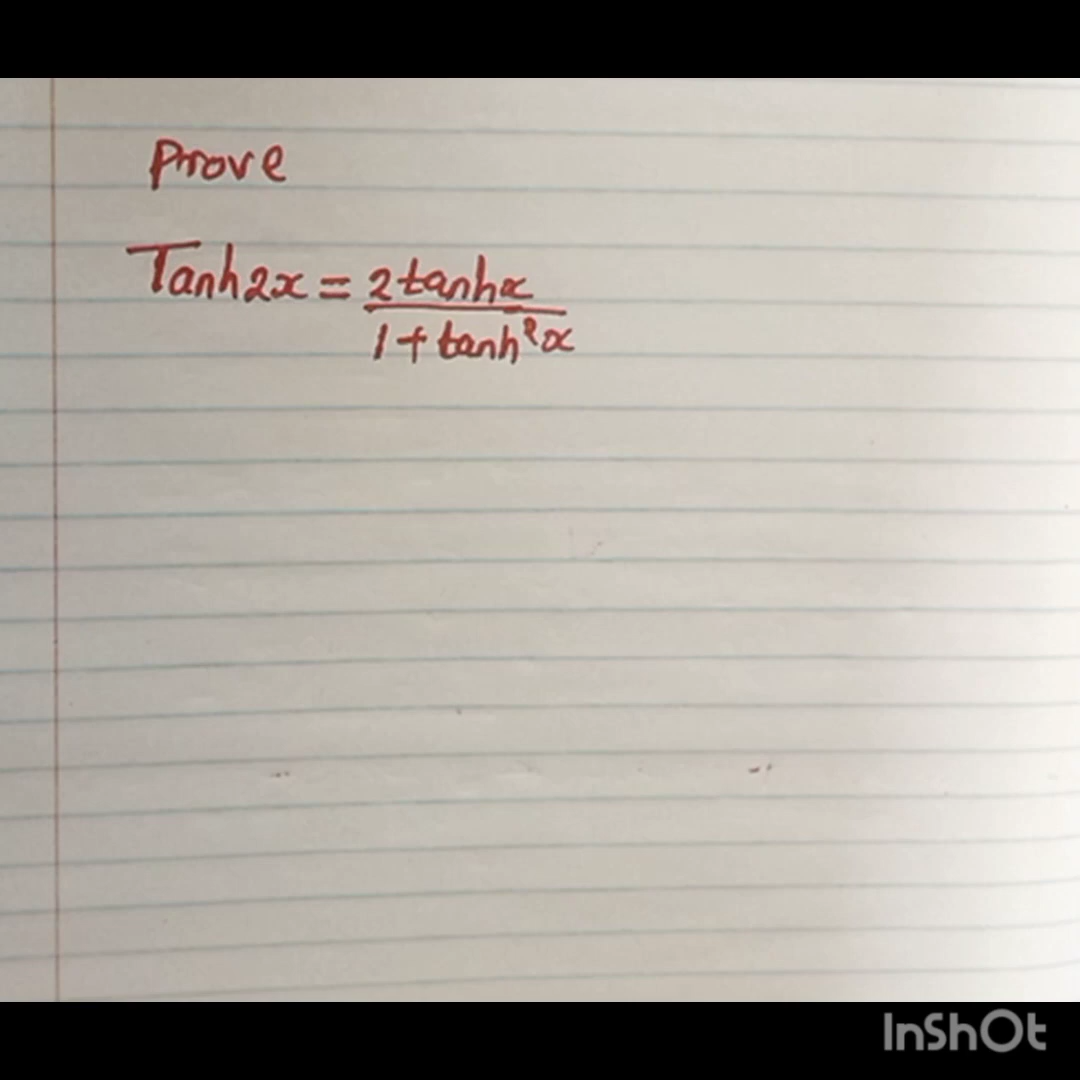 Prove
Tanh2x = 2tanhx
1 + tanh²x
InShOt